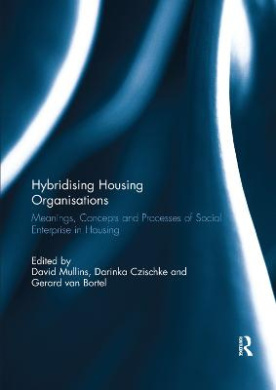 Hybridising Housing
Organisations
Meanings, Concepts and Processes of Social
Enterprise in Housing
Edited by
David Mullins, Darinka Czischke and
Gerard van Bortel